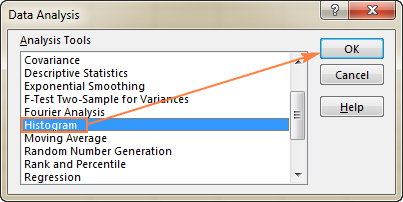 Data Analysis
?
Analysis Tools
Covariance
Descriptive Statistics
Exponential Smoothing
F-Test Two-Sample for Variances
Fourier Analysis
Histogram
Moving Average
Random Number Generation
Rank and Percentile
Regression
OK
Cancel
Help